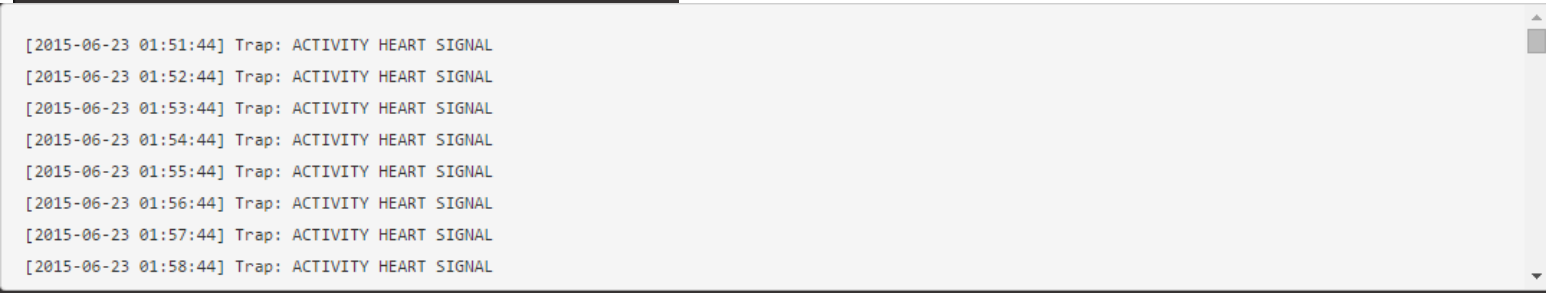 [2015-06-23 01:51:44] Trap: ACTIVITY HEART SIGNAL
[2015-06-23 01:52:44] Trap: ACTIVITY HEART SIGNAL
[2015-06-23 01:53:44] Trap: ACTIVITY HEART SIGNAL
[2015-06-23 01:54:44] Trap: ACTIVITY HEART SIGNAL
[2015-06-23 01:55:44] Trap: ACTIVITY HEART SIGNAL
[2015-06-23 01:56:44] Trap: ACTIVITY HEART SIGNAL
[2015-06-23 01:57:44] Trap: ACTIVITY HEART SIGNAL
[2015-06-23 01:58:44] Trap: ACTIVITY HEART SIGNAL